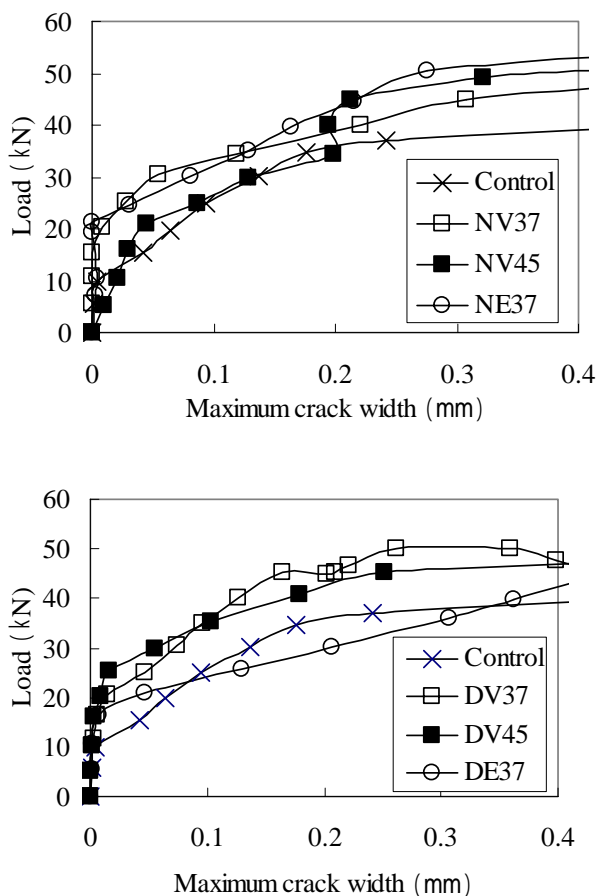 60
50
40
30
20
10
0
Load (kN)
Control
NV37
NV45
NE37
0 0.1 0.2 0.3 0.4
Maximum crack width (mm)
60
50
40
30
20
10
0
Load (kN)
Control
DV37
DV45
DE37
0 0.1 0.2 0.3 0.4
Maximum crack width (mm)